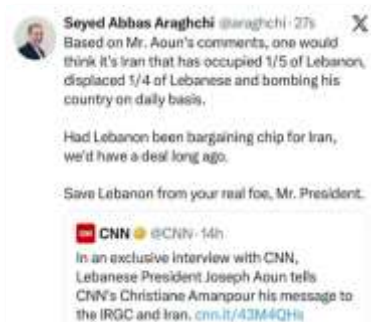 Seyed Abbas Araghchi @araghchi·27s
Based on Mr. Aoun's comments, one would
think it's Iran that has occupied 1/5 of Lebanon,
displaced 1/4 of Lebanese and bombing his
country on daily basis.
Had Lebanon been bargaining chip for Iran,
we'd have a deal long ago.
Save Lebanon from your real foe, Mr. President.
CNN @CNN·14h
In an exclusive interview with CNN,
Lebanese President Joseph Aoun tells
CNN's Christiane Amanpour his message to
the IRGC and Iran. cnn.it/43M4QHs